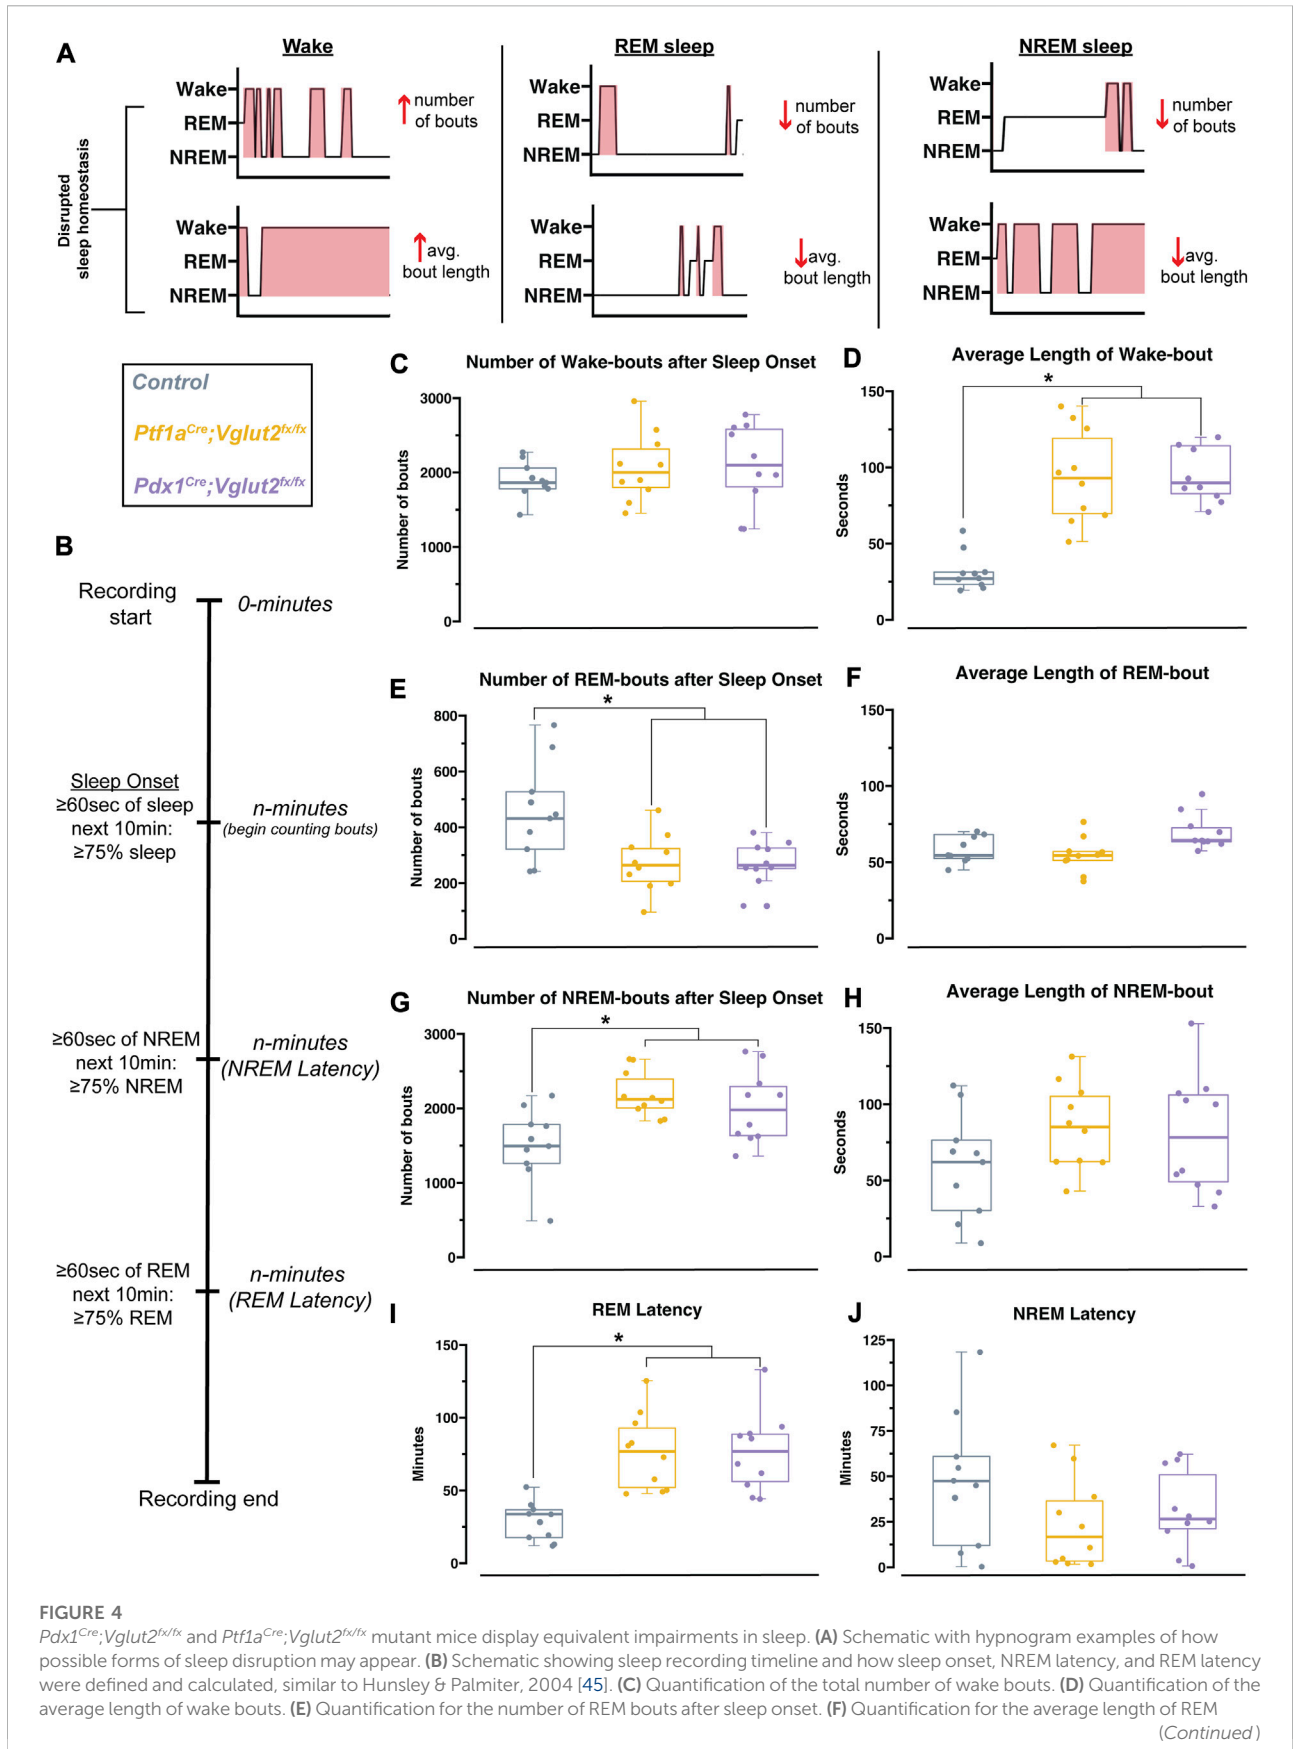 A
Wake
Wake
REM
NREM
↑ number
of bouts
Wake
REM
NREM
↑ avg.
bout length
Disrupted
sleep homeostasis
REM sleep
Wake
REM
NREM
↓ number
of bouts
Wake
REM
NREM
↓ avg.
bout length
NREM sleep
Wake
REM
NREM
↓ number
of bouts
Wake
REM
NREM
↓ avg.
bout length
Control
Ptf1aCre;Vglut2fx/fx
Pdx1Cre;Vglut2fx/fx
B
Recording
start
0-minutes
Sleep Onset
≥60sec of sleep
next 10min:
≥75% sleep
n-minutes
(begin counting bouts)
≥60sec of NREM
next 10min:
≥75% NREM
n-minutes
(NREM Latency)
≥60sec of REM
next 10min:
≥75% REM
n-minutes
(REM Latency)
Recording end
C
Number of Wake-bouts after Sleep Onset
Number of bouts
3000
2000
1000
0
D
Average Length of Wake-bout
*
Seconds
150
100
50
0
E
Number of REM-bouts after Sleep Onset
*
Number of bouts
800
600
400
200
0
F
Average Length of REM-bout
Seconds
150
100
50
0
G
Number of NREM-bouts after Sleep Onset
*
Number of bouts
3000
2000
1000
0
H
Average Length of NREM-bout
Seconds
150
100
50
0
I
REM Latency
*
Minutes
150
100
50
0
J
NREM Latency
Minutes
125
100
75
50
25
0
FIGURE 4
Pdx1Cre;Vglut2fx/fx and Ptf1aCre;Vglut2fx/fx mutant mice display equivalent impairments in sleep. (A) Schematic with hypnogram examples of how
possible forms of sleep disruption may appear. (B) Schematic showing sleep recording timeline and how sleep onset, NREM latency, and REM latency
were defined and calculated, similar to Hunsley & Palmiter, 2004 [45]. (C) Quantification of the total number of wake bouts. (D) Quantification of the
average length of wake bouts. (E) Quantification for the number of REM bouts after sleep onset. (F) Quantification for the average length of REM
(Continued)